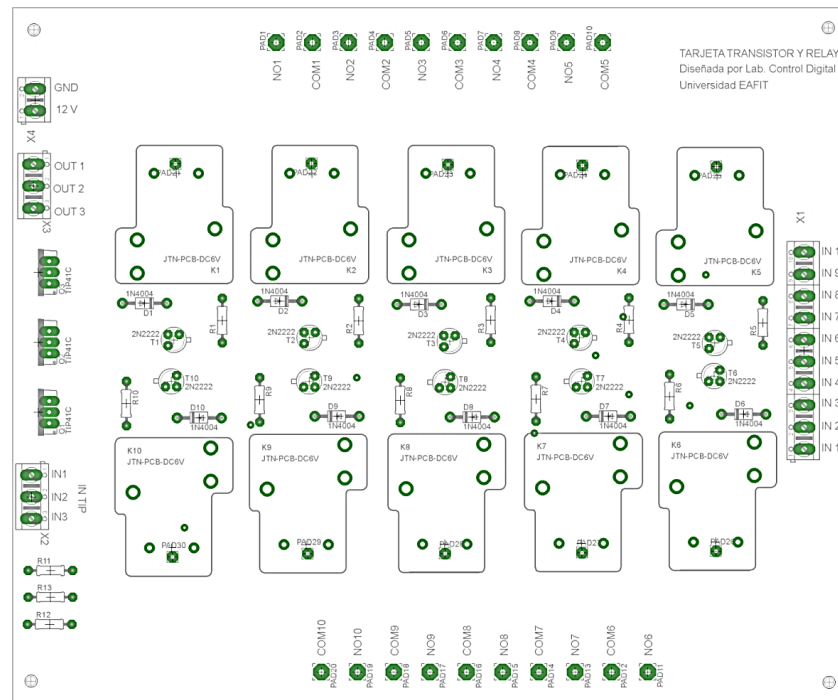 PAD1
PAD2
PAD3
PAD4
PAD5
PAD6
PAD7
PAD8
PAD9
PAD10
NO1
COM1
NO2
COM2
NO3
COM3
NO4
COM4
NO5
COM5
TARJETA TRANSISTOR Y RELAY
Diseñada por Lab. Control Digital
Universidad EAFIT
GND
12 V
X4
OUT 1
OUT 2
OUT 3
X3
JTN-PCB-DC6V
K1
JTN-PCB-DC6V
K2
JTN-PCB-DC6V
K3
JTN-PCB-DC6V
K4
JTN-PCB-DC6V
K5
X1
IN 1
IN 9
IN 8
IN 7
IN 6
IN 5
IN 4
IN 3
IN 2
IN 1
TIP41C
TIP41C
TIP41C
1N4004
D1
1N4004
D2
1N4004
D3
1N4004
D4
1N4004
D5
R1
R2
R3
R4
R5
2N2222
T1
2N2222
T2
2N2222
T3
2N2222
T4
2N2222
T5
T10
2N2222
T9
2N2222
T8
2N2222
T7
2N2222
T6
2N2222
R10
R9
R8
R7
R6
D10
1N4004
D9
1N4004
D8
1N4004
D7
1N4004
D6
1N4004
K10
JTN-PCB-DC6V
K9
JTN-PCB-DC6V
K8
JTN-PCB-DC6V
K7
JTN-PCB-DC6V
K6
JTN-PCB-DC6V
PAD30
PAD29
IN1
IN2
IN3
IN TIP
X2
R11
R13
R12
COM10
NO10
COM9
NO9
COM8
NO8
COM7
NO7
COM6
NO6
PAD20
PAD19
PAD18
PAD17
PAD16
PAD15
PAD14
PAD13
PAD12
PAD11